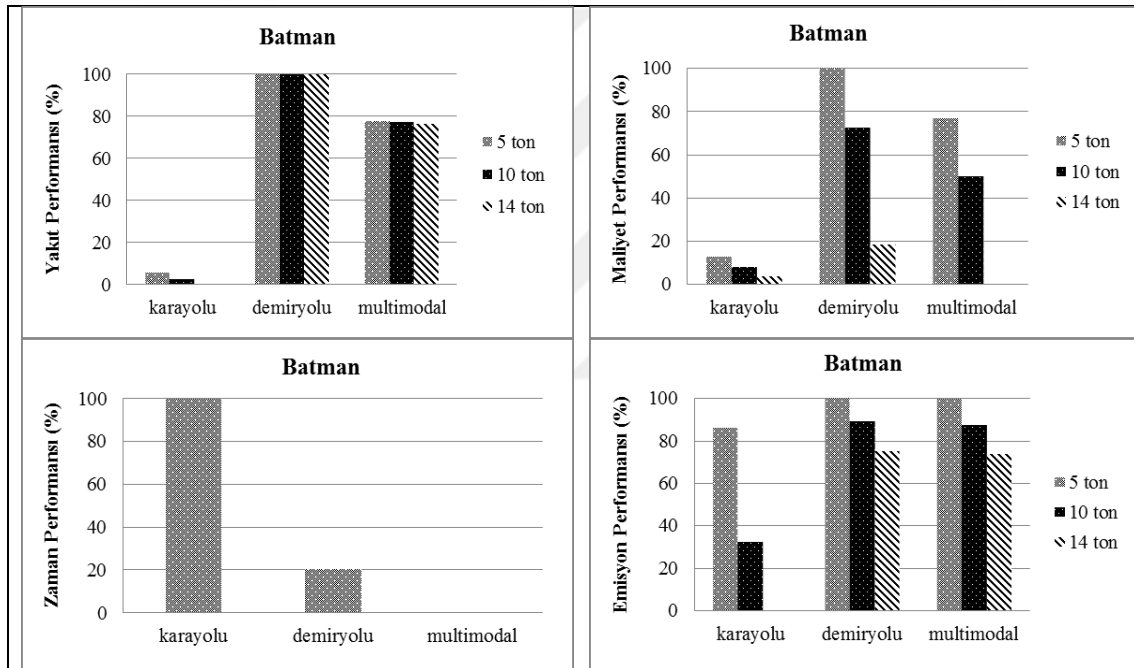 Batman
Yakıt Performansı (%)
100
80
60
40
20
0
karayolu demiryolu multimodal
5 ton
10 ton
14 ton
Batman
Maliyet Performansı (%)
100
80
60
40
20
0
karayolu demiryolu multimodal
5 ton
10 ton
14 ton
Batman
Zaman Performansı (%)
100
80
60
40
20
0
karayolu demiryolu multimodal
Batman
Emisyon Performansı (%)
100
80
60
40
20
0
karayolu demiryolu multimodal
5 ton
10 ton
14 ton